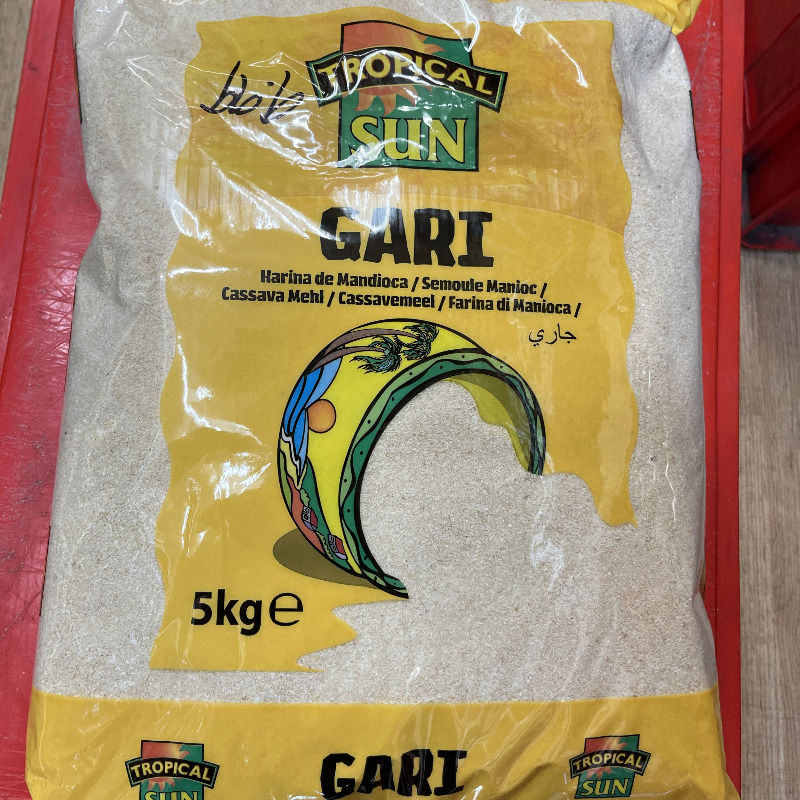 TROPICAL
SUN
GARI
Harina de Mandioca / Semoule Manioc /
Cassava Mehl / Cassavemeel / Farina di Manioca /
جاري
5kg e
TROPICAL
SUN
GARI
TROPICAL
SUN